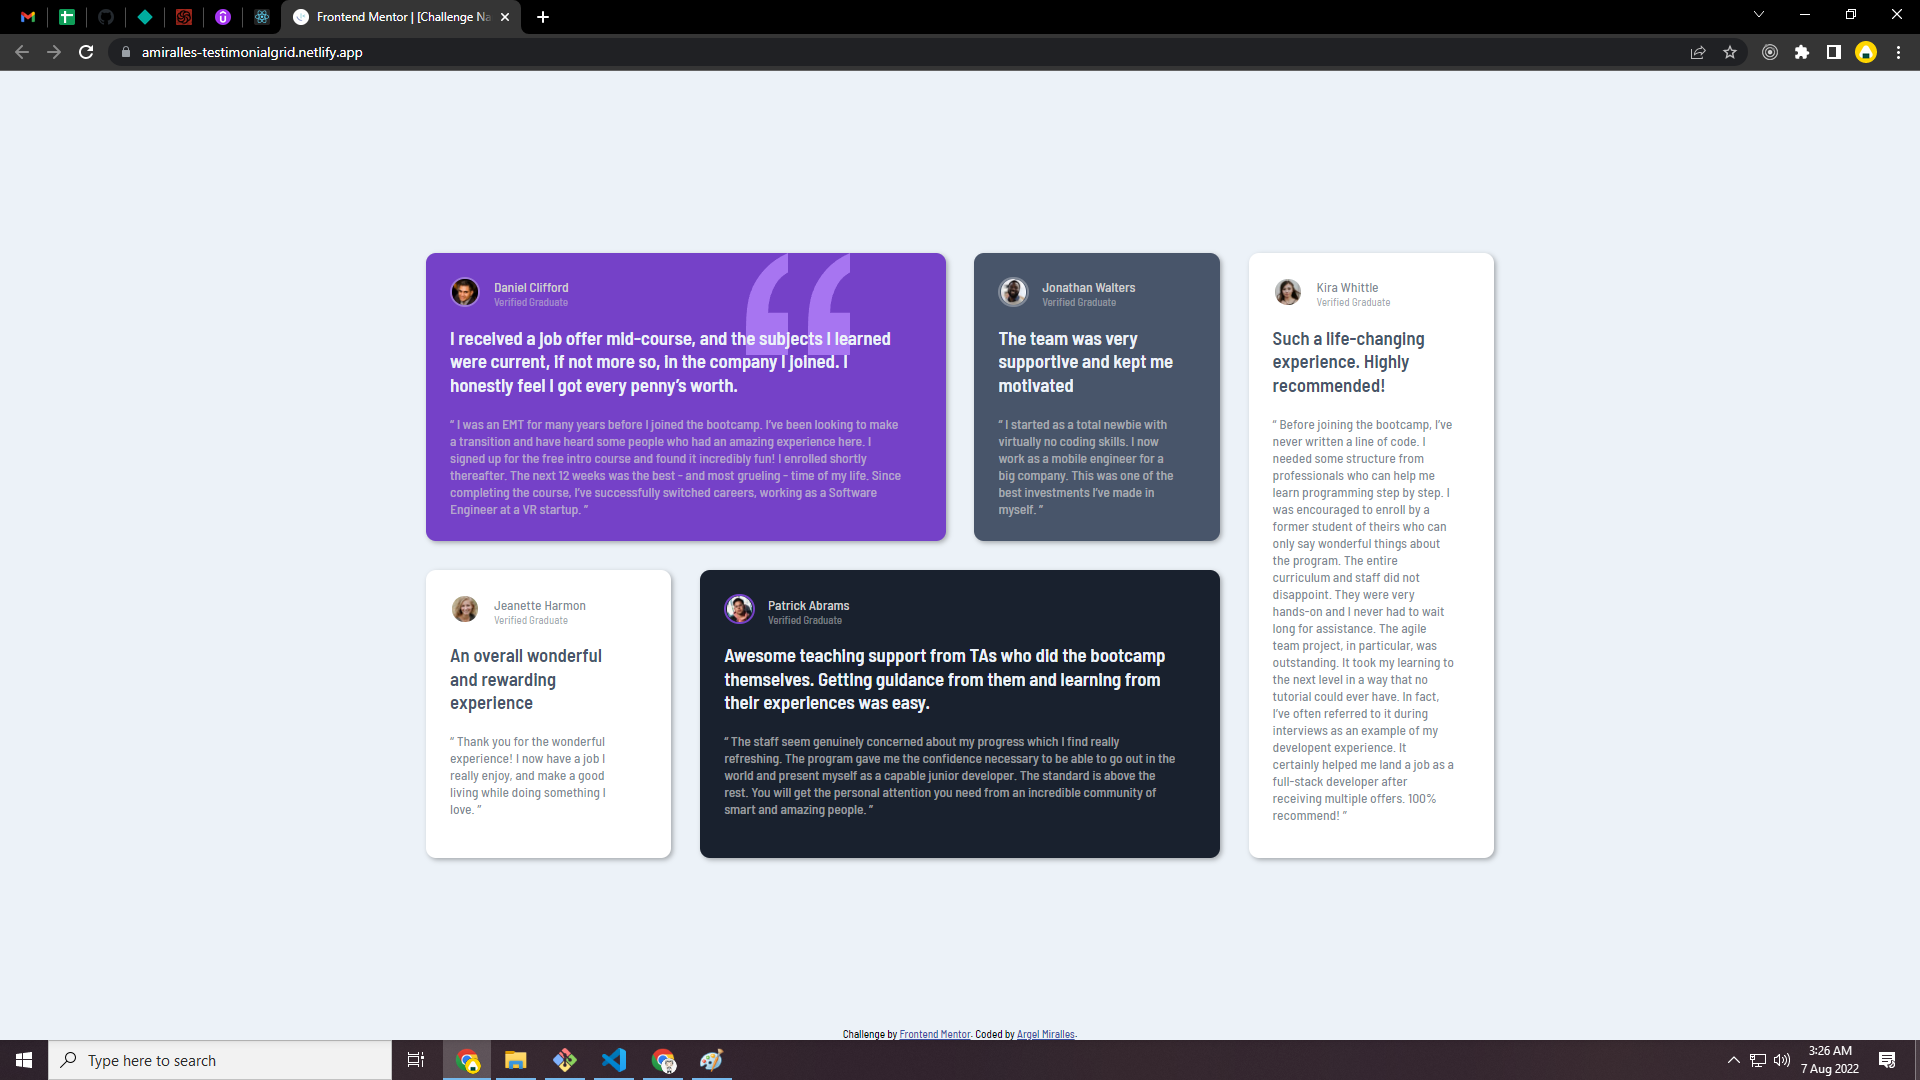 Frontend Mentor | [Challenge Na
amiralles-testimonialgrid.netlify.app
Daniel Clifford
Verified Graduate
I received a job offer mid-course, and the subjects I learned
were current, if not more so, in the company I joined. I
honestly feel I got every penny’s worth.
“ I was an EMT for many years before I joined the bootcamp. I’ve been looking to make
a transition and have heard some people who had an amazing experience here. I
signed up for the free intro course and found it incredibly fun! I enrolled shortly
thereafter. The next 12 weeks was the best - and most grueling - time of my life. Since
completing the course, I’ve successfully switched careers, working as a Software
Engineer at a VR startup. ”
Jonathan Walters
Verified Graduate
The team was very
supportive and kept me
motivated
“ I started as a total newbie with
virtually no coding skills. I now
work as a mobile engineer for a
big company. This was one of the
best investments I’ve made in
myself. ”
Kira Whittle
Verified Graduate
Such a life-changing
experience. Highly
recommended!
“ Before joining the bootcamp, I’ve
never written a line of code. I
needed some structure from
professionals who can help me
learn programming step by step. I
was encouraged to enroll by a
former student of theirs who can
only say wonderful things about
the program. The entire
curriculum and staff did not
disappoint. They were very
hands-on and I never had to wait
long for assistance. The agile
team project, in particular, was
outstanding. It took my learning to
the next level in a way that no
tutorial could ever have. In fact,
I’ve often referred to it during
interviews as an example of my
developent experience. It
certainly helped me land a job as a
full-stack developer after
receiving multiple offers. 100%
recommend! ”
Jeanette Harmon
Verified Graduate
An overall wonderful
and rewarding
experience
“ Thank you for the wonderful
experience! I now have a job I
really enjoy, and make a good
living while doing something I
love. ”
Patrick Abrams
Verified Graduate
Awesome teaching support from TAs who did the bootcamp
themselves. Getting guidance from them and learning from
their experiences was easy.
“ The staff seem genuinely concerned about my progress which I find really
refreshing. The program gave me the confidence necessary to be able to go out in the
world and present myself as a capable junior developer. The standard is above the
rest. You will get the personal attention you need from an incredible community of
smart and amazing people. ”
Challenge by Frontend Mentor. Coded by Argel Miralles.
Type here to search
3:26 AM
7 Aug 2022